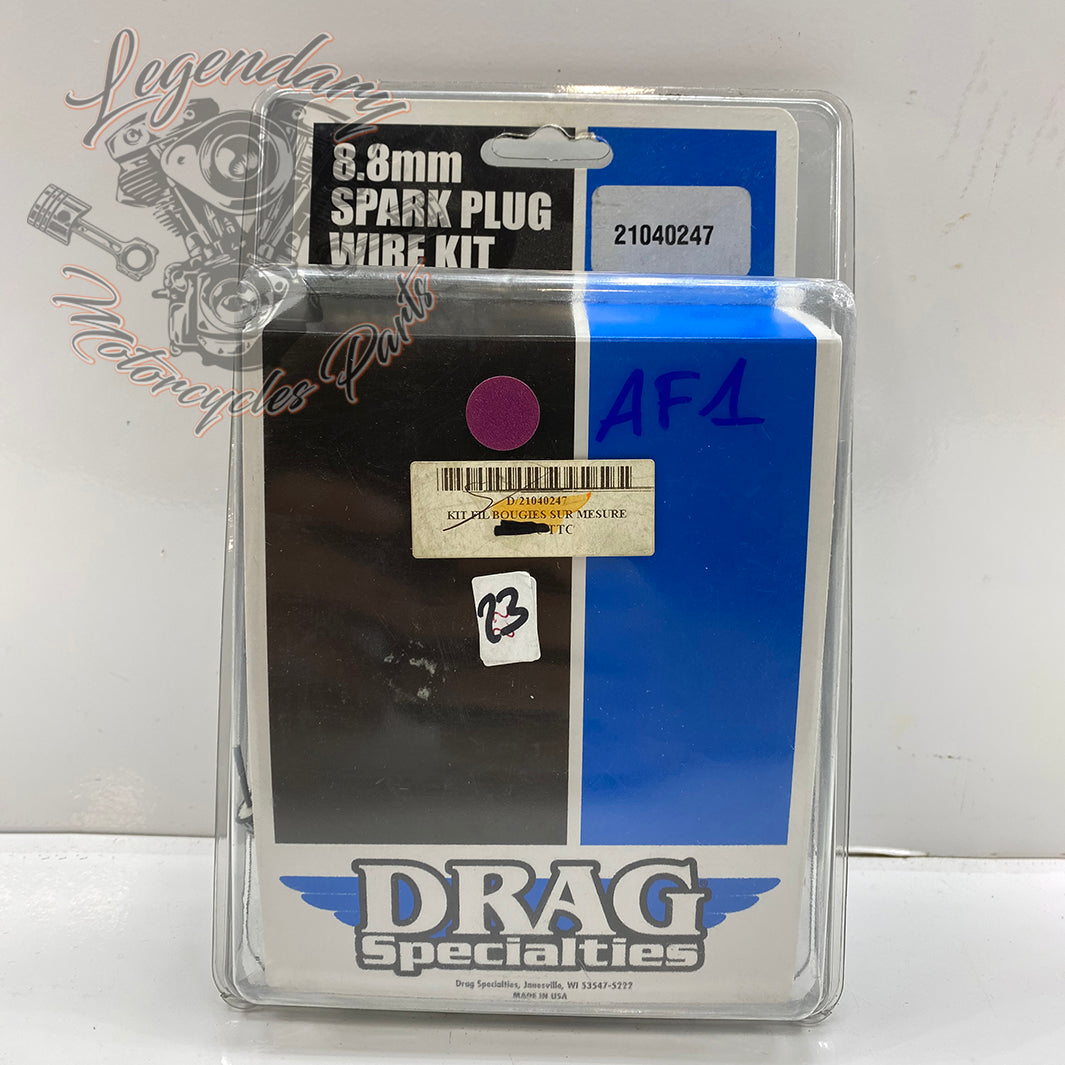 Legendary
Motorcycles Parts
8.8mm
SPARK PLUG
WIRE KIT
21040247
AF1
D/21040247
KIT FIL BOUGIES SUR MESURE
TTC
23
DRAG
Specialties
Drag Specialties, Janesville, WI 53547-5222
MADE IN USA